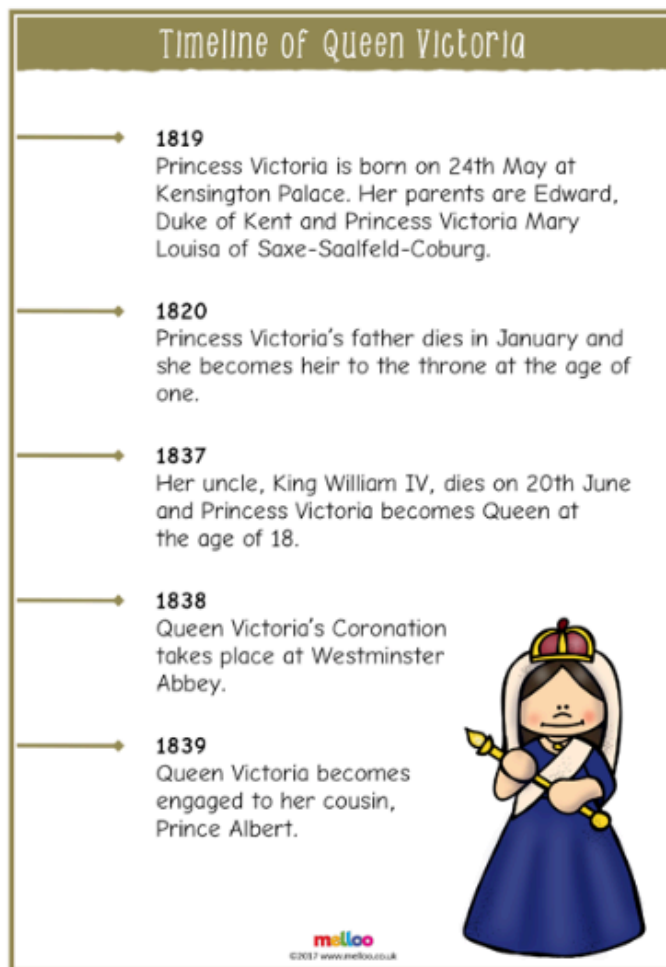 Timeline of Queen Victoria
1819
Princess Victoria is born on 24th May at
Kensington Palace. Her parents are Edward,
Duke of Kent and Princess Victoria Mary
Louisa of Saxe-Saalfeld-Coburg.
1820
Princess Victoria's father dies in January and
she becomes heir to the throne at the age of
one.
1837
Her uncle, King William IV, dies on 20th June
and Princess Victoria becomes Queen at
the age of 18.
1838
Queen Victoria's Coronation
takes place at Westminster
Abbey.
1839
Queen Victoria becomes
engaged to her cousin,
Prince Albert.
melloo
©2017 www.melloo.co.uk